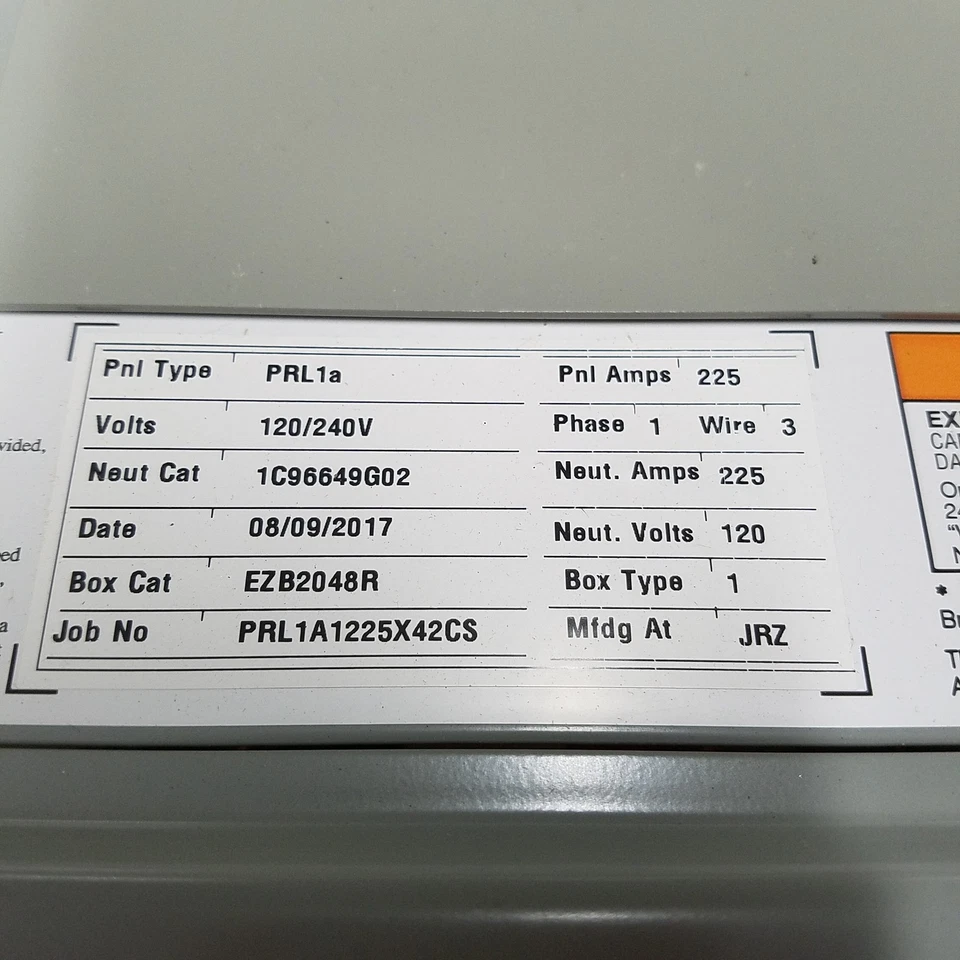 Pnl Type PRL1a Pnl Amps 225
Volts 120/240V Phase 1 Wire 3
Neut Cat 1C96649G02 Neut. Amps 225
Date 08/09/2017 Neut. Volts 120
Box Cat EZB2048R Box Type 1
Job No PRL1A1225X42CS Mfdg At JRZ